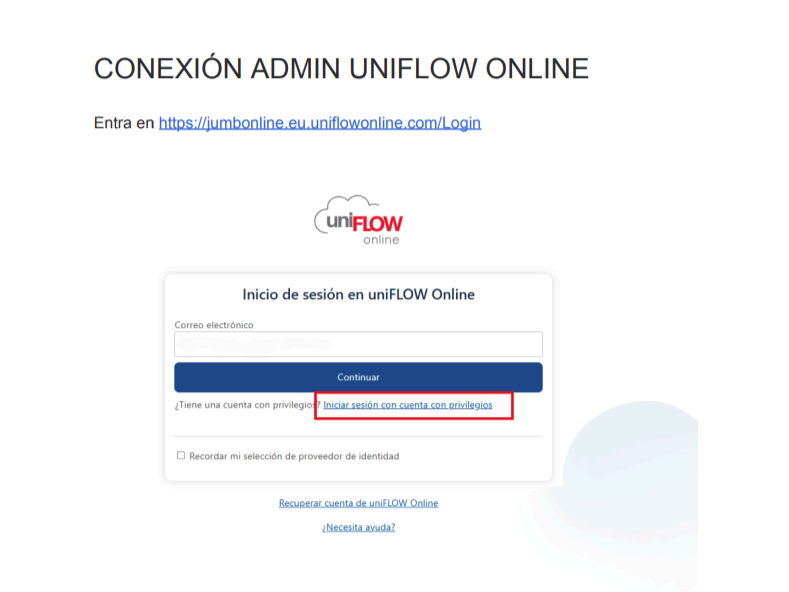 CONEXIÓN ADMIN UNIFLOW ONLINE
Entra en https://jumbonline.eu.uniflowonline.com/Login
uniFLOW
online
Inicio de sesión en uniFLOW Online
Correo electrónico
Continuar
¿Tiene una cuenta con privilegios? Iniciar sesión con cuenta con privilegios
Recordar mi selección de proveedor de identidad
Recuperar cuenta de uniFLOW Online
¿Necesita ayuda?